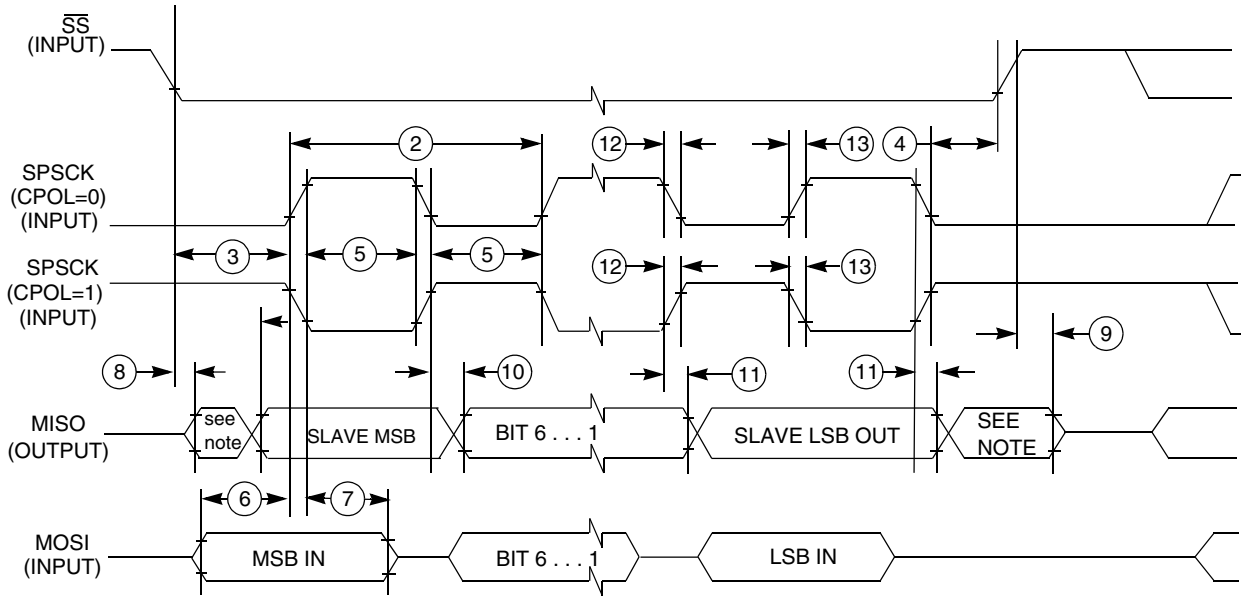 SS
(INPUT)
2
12
13
4
SPSCK
(CPOL=0)
(INPUT)
3
5
5
12
13
SPSCK
(CPOL=1)
(INPUT)
8
10
11
11
9
MISO
(OUTPUT)
see
note
SLAVE MSB
BIT 6 . . . 1
SLAVE LSB OUT
SEE
NOTE
6
7
MOSI
(INPUT)
MSB IN
BIT 6 . . . 1
LSB IN